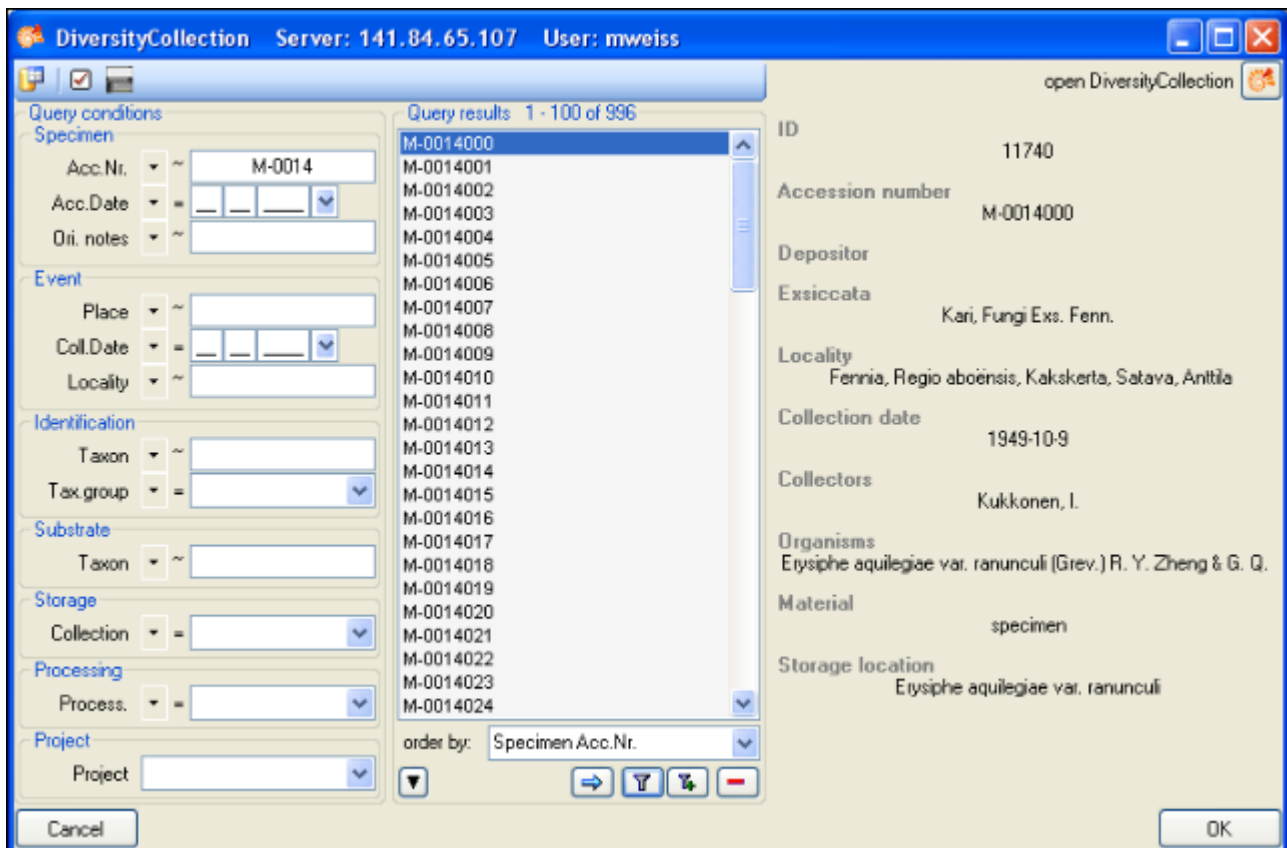 DiversityCollection Server: 141.84.65.107 User: mweiss
open DiversityCollection
Query conditions
Specimen
Acc.Nr. ~ M-0014
Acc.Date = __ __ ____
Ori. notes ~
Event
Place ~
Coll.Date = __ __ ____
Locality ~
Identification
Taxon ~
Tax.group =
Substrate
Taxon ~
Storage
Collection =
Processing
Process. =
Project
Project
Cancel
Query results 1 - 100 of 996
M-0014000
M-0014001
M-0014002
M-0014003
M-0014004
M-0014005
M-0014006
M-0014007
M-0014008
M-0014009
M-0014010
M-0014011
M-0014012
M-0014013
M-0014014
M-0014015
M-0014016
M-0014017
M-0014018
M-0014019
M-0014020
M-0014021
M-0014022
M-0014023
M-0014024
order by: Specimen Acc.Nr.
ID
11740
Accession number
M-0014000
Depositor
Exsiccata
Kari, Fungi Exs. Fenn.
Locality
Fennia, Regio aboënsis, Kakskerta, Satava, Anttila
Collection date
1949-10-9
Collectors
Kukkonen, I.
Organisms
Erysiphe aquilegiae var. ranunculi (Grev.) R. Y. Zheng & G. Q.
Material
specimen
Storage location
Erysiphe aquilegiae var. ranunculi
OK